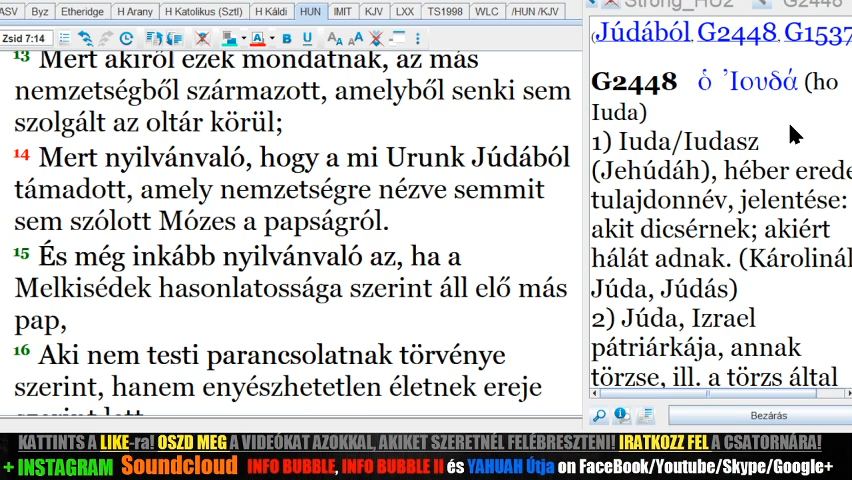 ASV Byz Etheridge H Arany H Katolikus (SztI) H Káldi HUN IMIT KJV LXX TS1998 WLC /HUN /KJV
Zsid 7:14
13 Mert akiről ezek mondatnak, az más
nemzetségből származott, amelyből senki sem
szolgált az oltár körül;
14 Mert nyilvánvaló, hogy a mi Urunk Júdából
támadott, amely nemzetségre nézve semmit
sem szólott Mózes a papságról.
15 És még inkább nyilvánvaló az, ha a
Melkisédek hasonlatossága szerint áll elő más
pap,
16 Aki nem testi parancsolatnak törvénye
szerint, hanem enyészhetetlen életnek ereje
szerint lett
Strong_HU2 G2448
(Júdából, G2448, G1537
G2448 ὁ Ἰουδά (ho
Iuda)
1) Iuda/Iudasz
(Jehúdáh), héber erede
tulajdonnév, jelentése:
akit dicsérnek; akiért
hálát adnak. (Károlinál
Júda, Júdás)
2) Júda, Izrael
pátriárkája, annak
törzse, ill. a törzs által
Bezárás
KATTINTS A LIKE-ra! OSZD MEG A VIDEÓKAT AZOKKAL, AKIKET SZERETNÉL FELÉBRESZTENI! IRATKOZZ FEL A CSATORNÁRA!
+ INSTAGRAM Soundcloud INFO BUBBLE, INFO BUBBLE II és YAHUAH Útja on FaceBook/Youtube/Skype/Google+